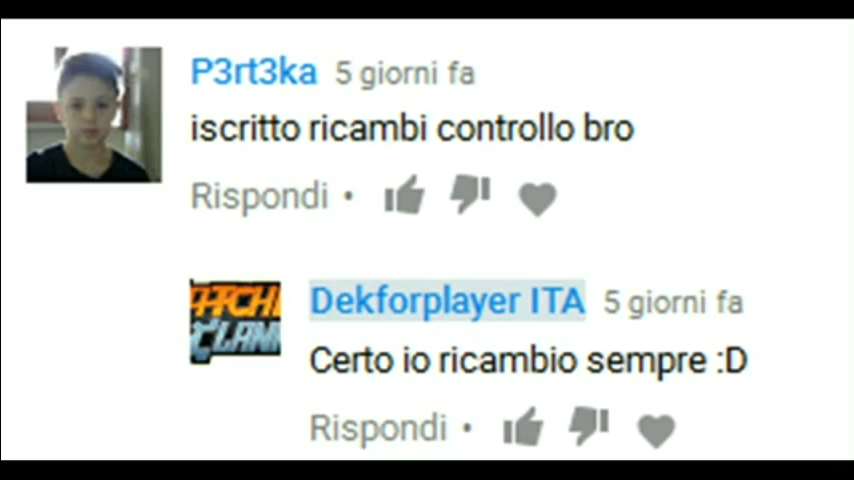 P3rt3ka 5 giorni fa
iscritto ricambi controllo bro
Rispondi •
Dekforplayer ITA 5 giorni fa
Certo io ricambio sempre :D
Rispondi •